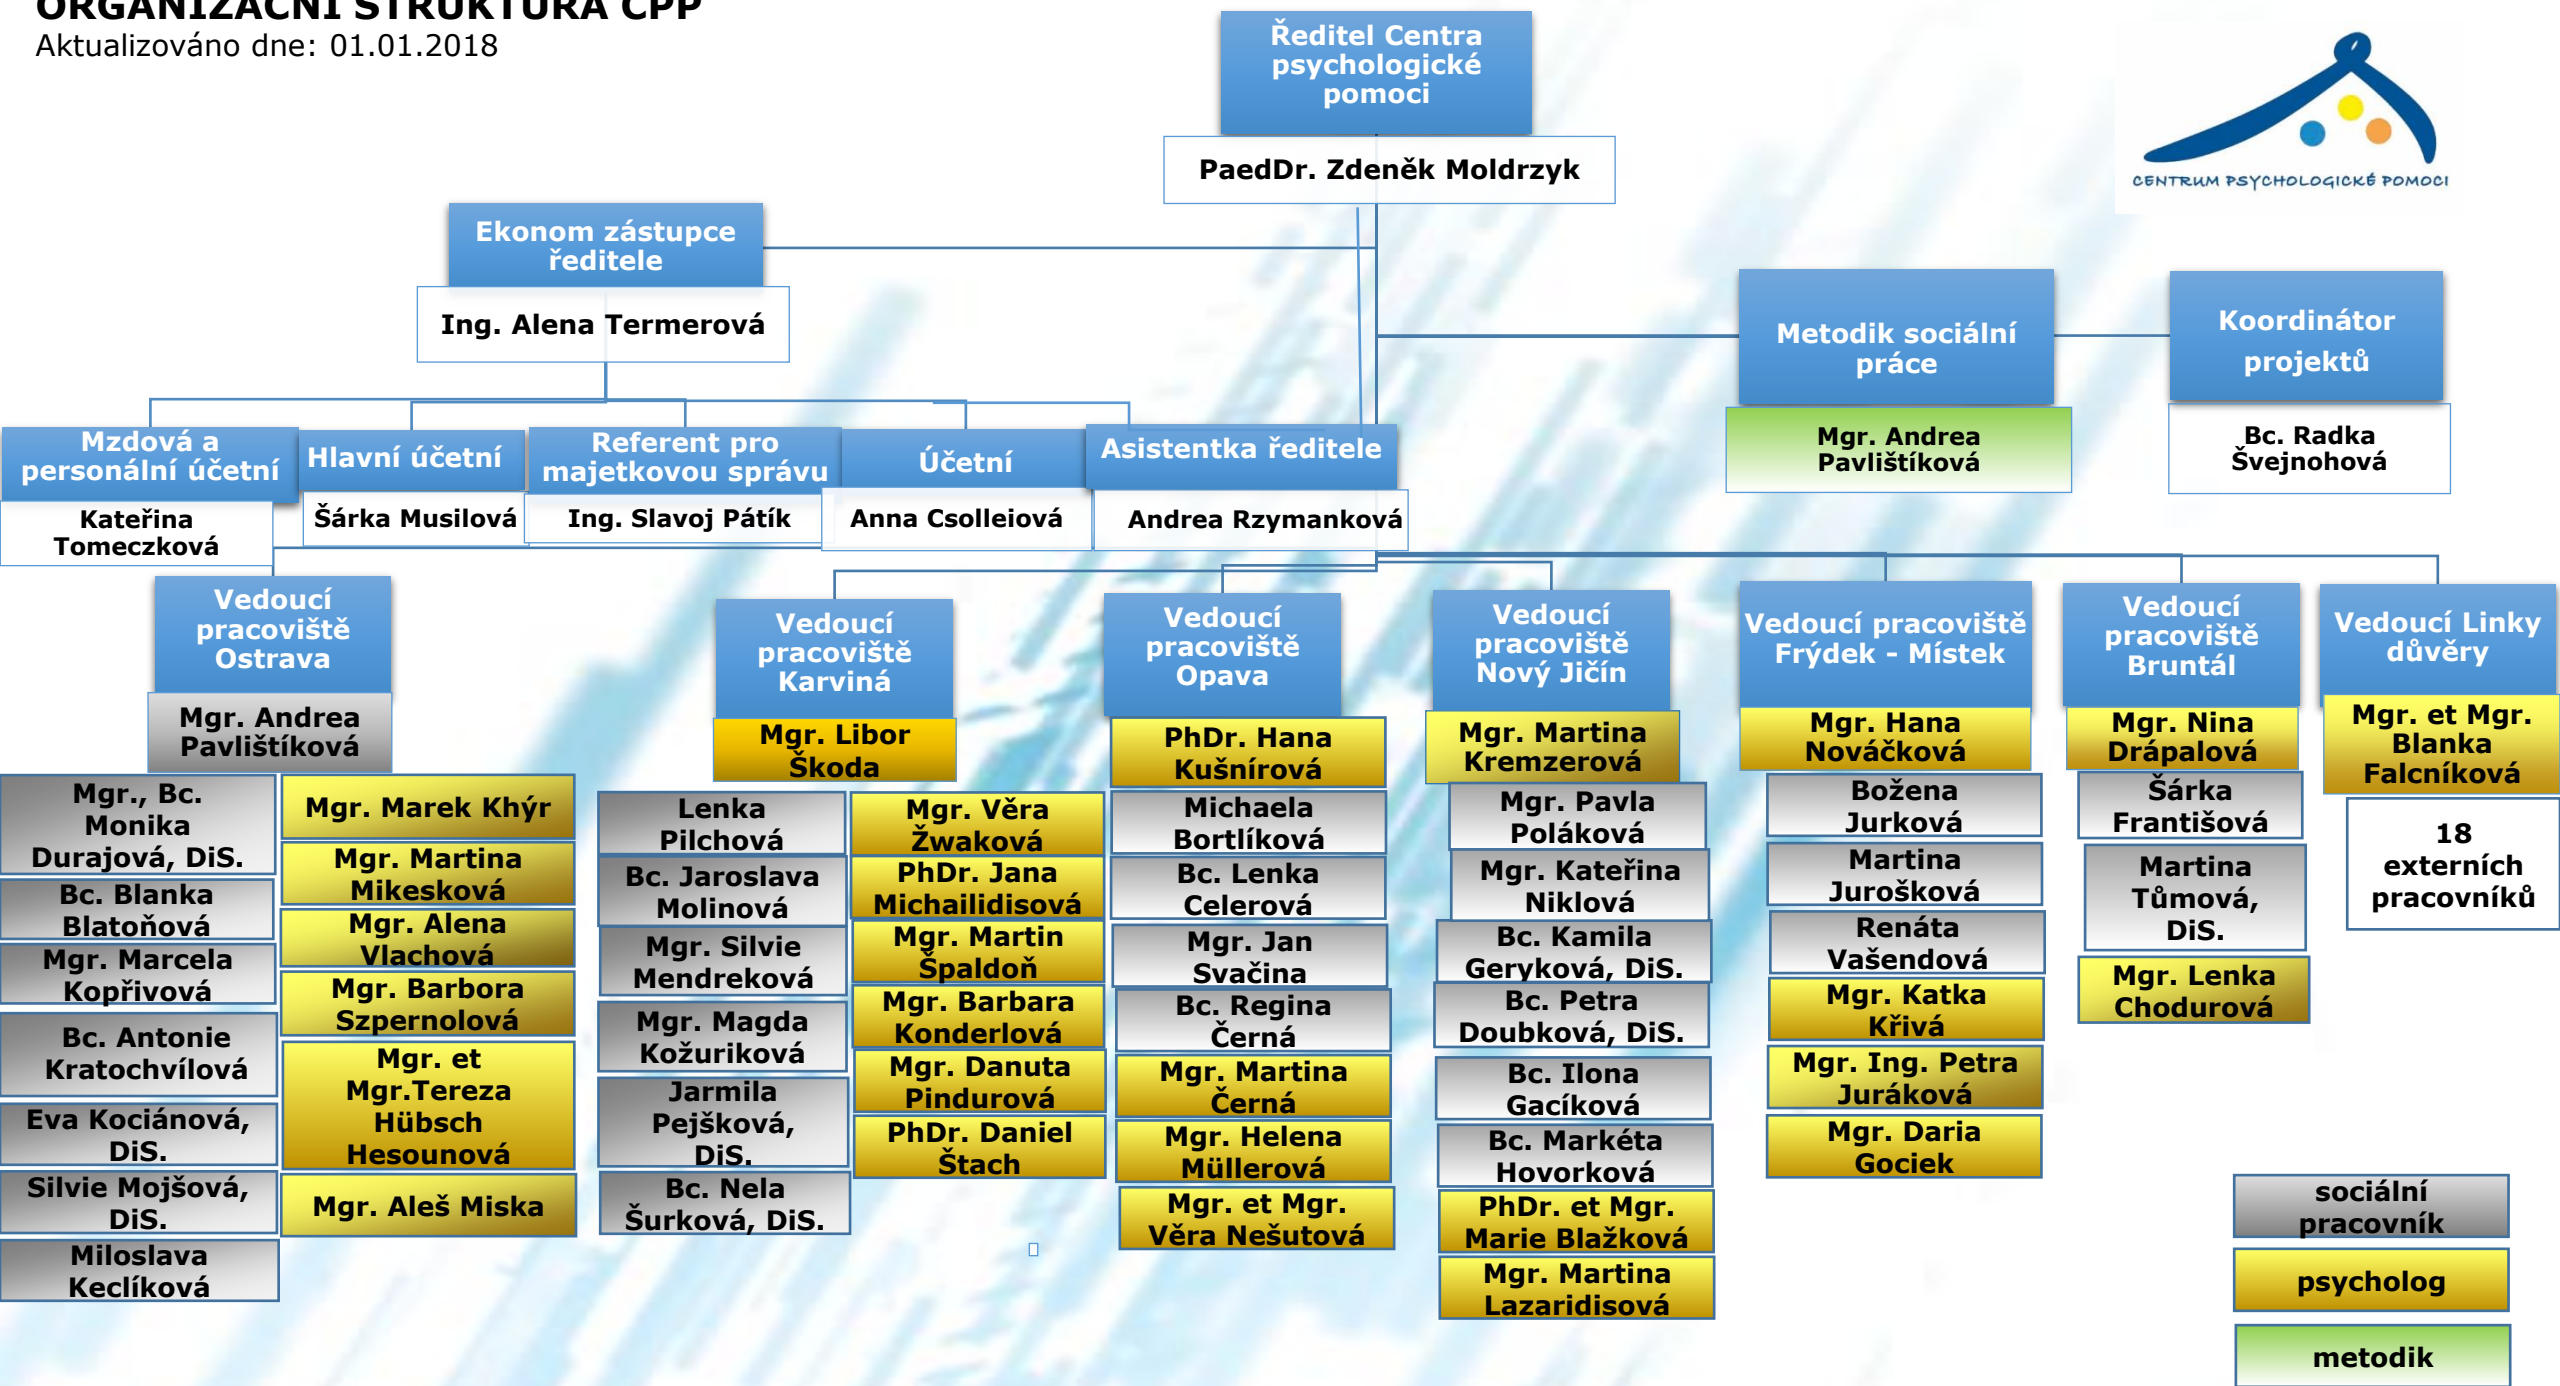 ORGANIZAČNÍ STRUKTURA CPP
Aktualizováno dne: 01.01.2018
Ředitel Centra
psychologické
pomoci
PaedDr. Zdeněk Moldrzyk
CENTRUM PSYCHOLOGICKÉ POMOCI
Ekonom zástupce
ředitele
Ing. Alena Termerová
Metodik sociální
práce
Mgr. Andrea
Pavlištíková
Koordinátor
projektů
Bc. Radka
Švejnohová
Mzdová a
personální účetní
Kateřina
Tomeczková
Hlavní účetní
Šárka Musilová
Referent pro
majetkovou správu
Ing. Slavoj Pátík
Účetní
Anna Csolleiová
Asistentka ředitele
Andrea Rzymanková
Vedoucí
pracoviště
Ostrava
Mgr. Andrea
Pavlištíková
Mgr., Bc.
Monika
Durajová, DiS.
Bc. Blanka
Blatoňová
Mgr. Marcela
Kopřivová
Bc. Antonie
Kratochvílová
Eva Kociánová,
DiS.
Silvie Mojšová,
DiS.
Miloslava
Keclíková
Mgr. Marek Khýr
Mgr. Martina
Mikesková
Mgr. Alena
Vlachová
Mgr. Barbora
Szpernolová
Mgr. et
Mgr.Tereza
Hübsch
Hesounová
Mgr. Aleš Miska
Vedoucí
pracoviště
Karviná
Mgr. Libor
Škoda
Lenka
Pilchová
Bc. Jaroslava
Molinová
Mgr. Silvie
Mendreková
Mgr. Magda
Kožuriková
Jarmila
Pejšková,
DiS.
Bc. Nela
Šurková, DiS.
Mgr. Věra
Žwaková
PhDr. Jana
Michailidisová
Mgr. Martin
Špaldoň
Mgr. Barbara
Konderlová
Mgr. Danuta
Pindurová
PhDr. Daniel
Štach
Vedoucí
pracoviště
Opava
PhDr. Hana
Kušnírová
Michaela
Bortlíková
Bc. Lenka
Celerová
Mgr. Jan
Svačina
Bc. Regina
Černá
Mgr. Martina
Černá
Mgr. Helena
Müllerová
Mgr. et Mgr.
Věra Nešutová
Vedoucí
pracoviště
Nový Jičín
Mgr. Martina
Kremzerová
Mgr. Pavla
Poláková
Mgr. Kateřina
Niklová
Bc. Kamila
Geryková, DiS.
Bc. Petra
Doubková, DiS.
Bc. Ilona
Gacíková
Bc. Markéta
Hovorková
PhDr. et Mgr.
Marie Blažková
Mgr. Martina
Lazaridisová
Vedoucí pracoviště
Frýdek - Místek
Mgr. Hana
Nováčková
Božena
Jurková
Martina
Jurošková
Renáta
Vašendová
Mgr. Katka
Křivá
Mgr. Ing. Petra
Juráková
Mgr. Daria
Gociek
Vedoucí
pracoviště
Bruntál
Mgr. Nina
Drápalová
Šárka
Františová
Martina
Tůmová,
DiS.
Mgr. Lenka
Chodurová
Vedoucí Linky
důvěry
Mgr. et Mgr.
Blanka
Falcníková
18
externích
pracovníků
sociální
pracovník
psycholog
metodik